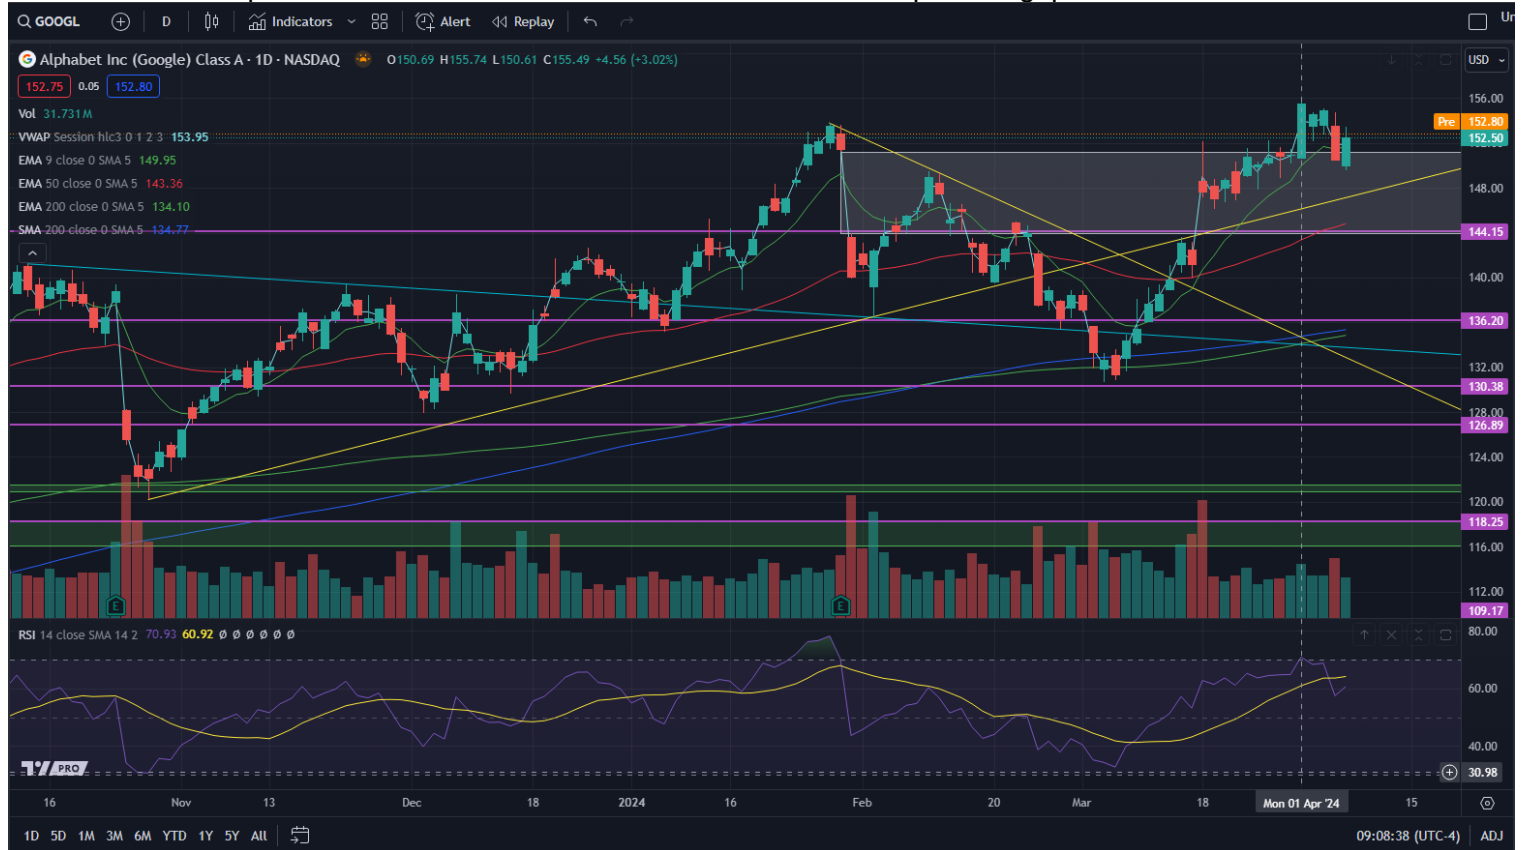 GOOGL D Indicators Alert Replay Un
Alphabet Inc (Google) Class A · 1D · NASDAQ O150.69 H155.74 L150.61 C155.49 +4.56 (+3.02%) USD
152.75 0.05 152.80
Vol 31.731M
VWAP Session hlc3 0 1 2 3 153.95
EMA 9 close 0 SMA 5 149.95
EMA 50 close 0 SMA 5 143.36
EMA 200 close 0 SMA 5 134.10
SMA 200 close 0 SMA 5 134.77
156.00
Pre 152.80
152.50
148.00
144.15
140.00
136.20
132.00
130.38
128.00
126.89
124.00
120.00
118.25
116.00
112.00
109.17
E E
RSI 14 close SMA 14 2 70.93 60.92 Ø Ø Ø Ø Ø Ø
80.00
60.00
40.00
30.98
TV PRO
16 Nov 13 Dec 18 2024 16 Feb 20 Mar 18 Mon 01 Apr '24 15
1D 5D 1M 3M 6M YTD 1Y 5Y All 09:08:38 (UTC-4) ADJ